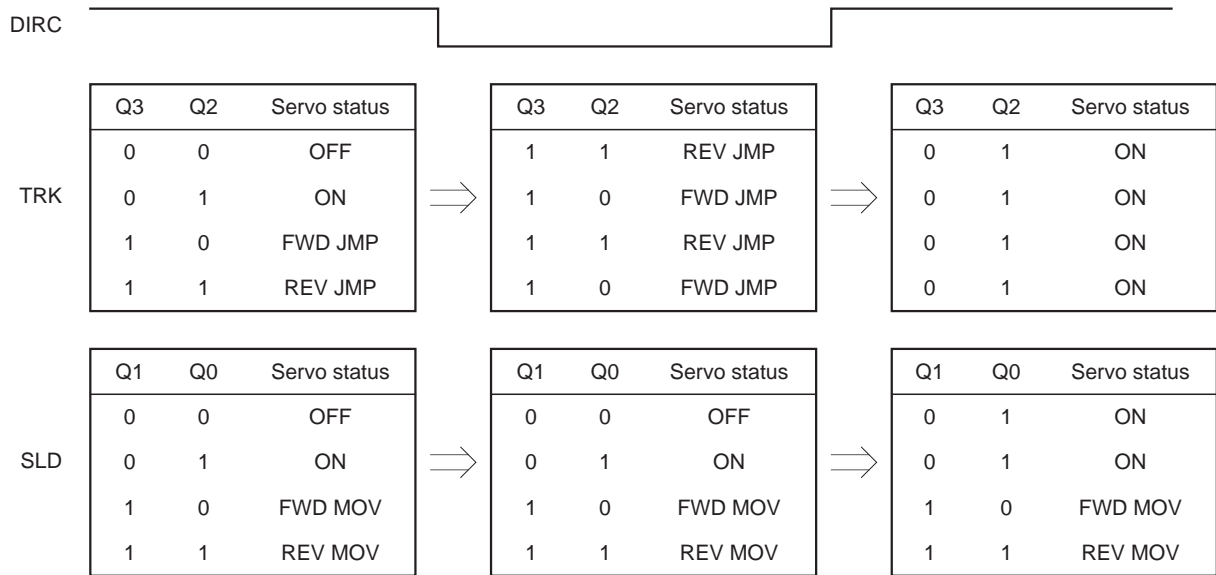 DIRC
Q3 Q2 Servo status Q3 Q2 Servo status Q3 Q2 Servo status
0 0 OFF 1 1 REV JMP 0 1 ON
TRK 0 1 ON 1 0 FWD JMP 0 1 ON
1 0 FWD JMP 1 1 REV JMP 0 1 ON
1 1 REV JMP 1 0 FWD JMP 0 1 ON
Q1 Q0 Servo status Q1 Q0 Servo status Q1 Q0 Servo status
0 0 OFF 0 0 OFF 0 1 ON
SLD 0 1 ON 0 1 ON 0 1 ON
1 0 FWD MOV 1 0 FWD MOV 1 0 FWD MOV
1 1 REV MOV 1 1 REV MOV 1 1 REV MOV